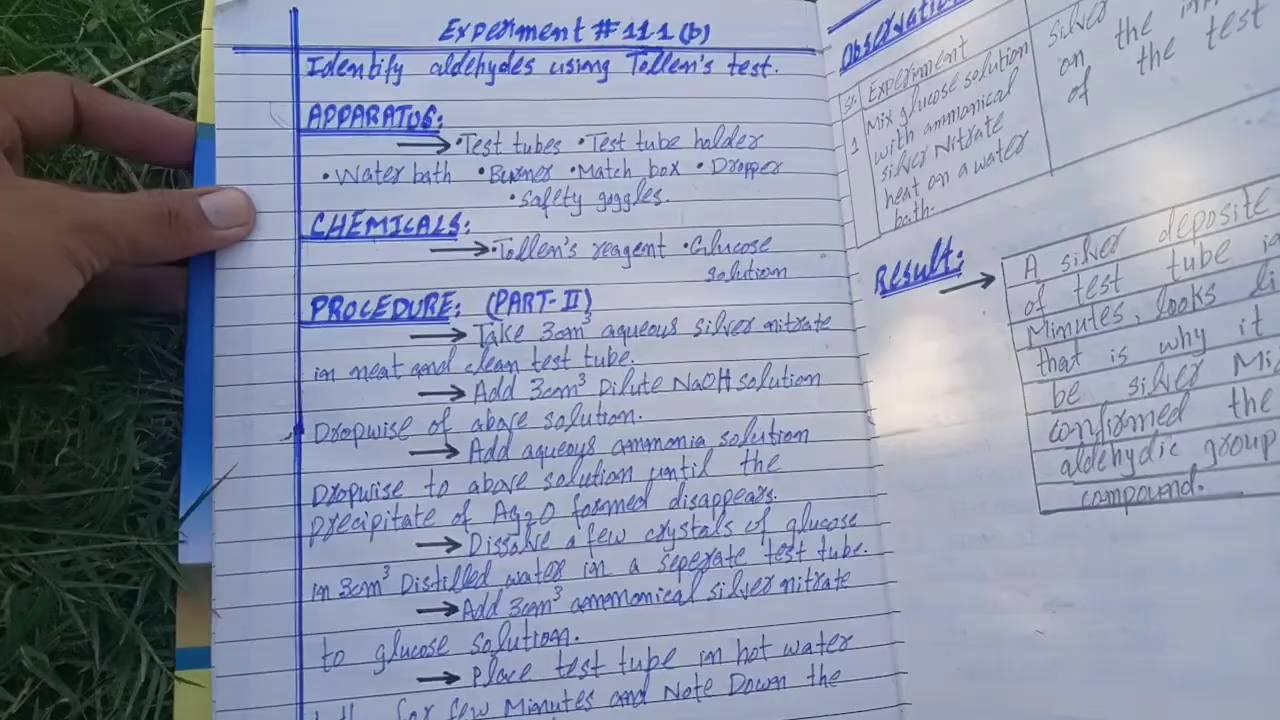 Experiment #11.1(b)
Identify aldehydes using Tollen's test.
APPARATUS:
→ •Test tubes •Test tube holder
•Water bath •Burner •Match box •Dropper
•safety goggles.
CHEMICALS:
→ •Tollen's reagent •Glucose
solution
PROCEDURE: (PART-II)
→ Take 3cm³ aqueous silver nitrate
in neat and clean test tube.
→ Add 3cm³ Dilute NaOH solution
Dropwise of above solution.
→ Add aqueous ammonia solution
Dropwise to above solution until the
precipitate of Ag₂O formed disappears.
→ Dissolve a few crystals of glucose
in 3cm³ Distilled water in a seperate test tube.
→ Add 3cm³ ammonical silver nitrate
to glucose solution.
→ Place test tube in hot water
for few Minutes and Note Down the
Sr. Experiment
1 Mix glucose solution
with ammonical
silver Nitrate
heat on a water
bath.
silver
on the
of the test
Result:
→ A silver deposite
of test tube
Minutes, looks
that is why it
be silver
confirmed the
aldehydic group
compound.